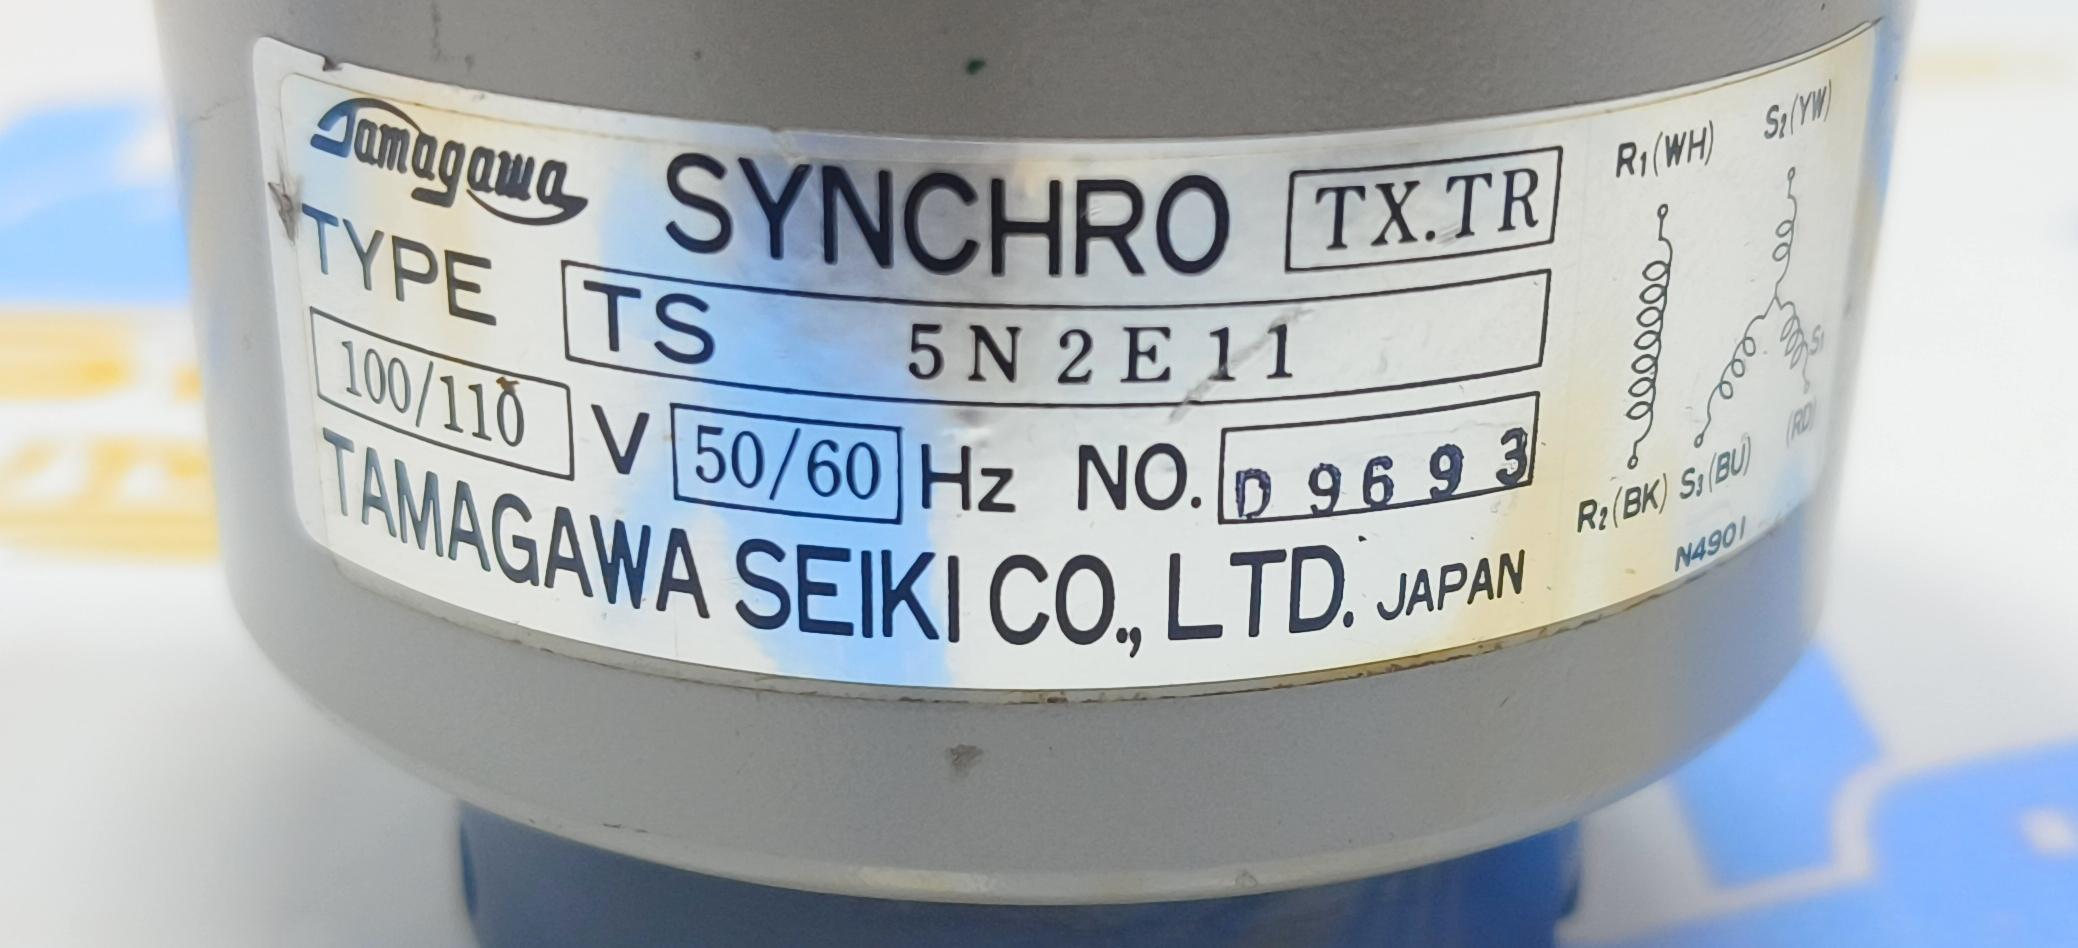 Tamagawa SYNCHRO TX.TR
TYPE TS 5N2E11
100/110 V 50/60 Hz NO. D9693
TAMAGAWA SEIKI CO., LTD. JAPAN
R1(WH) S2(YW)
S1
(RD)
R2(BK) S3(BU)
N4901